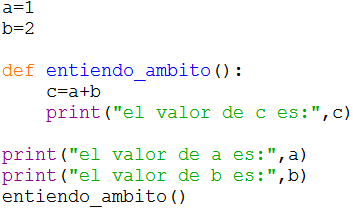 a=1
b=2
def entiendo_ambito():
    c=a+b
    print("el valor de c es:",c)
print("el valor de a es:",a)
print("el valor de b es:",b)
entiendo_ambito()